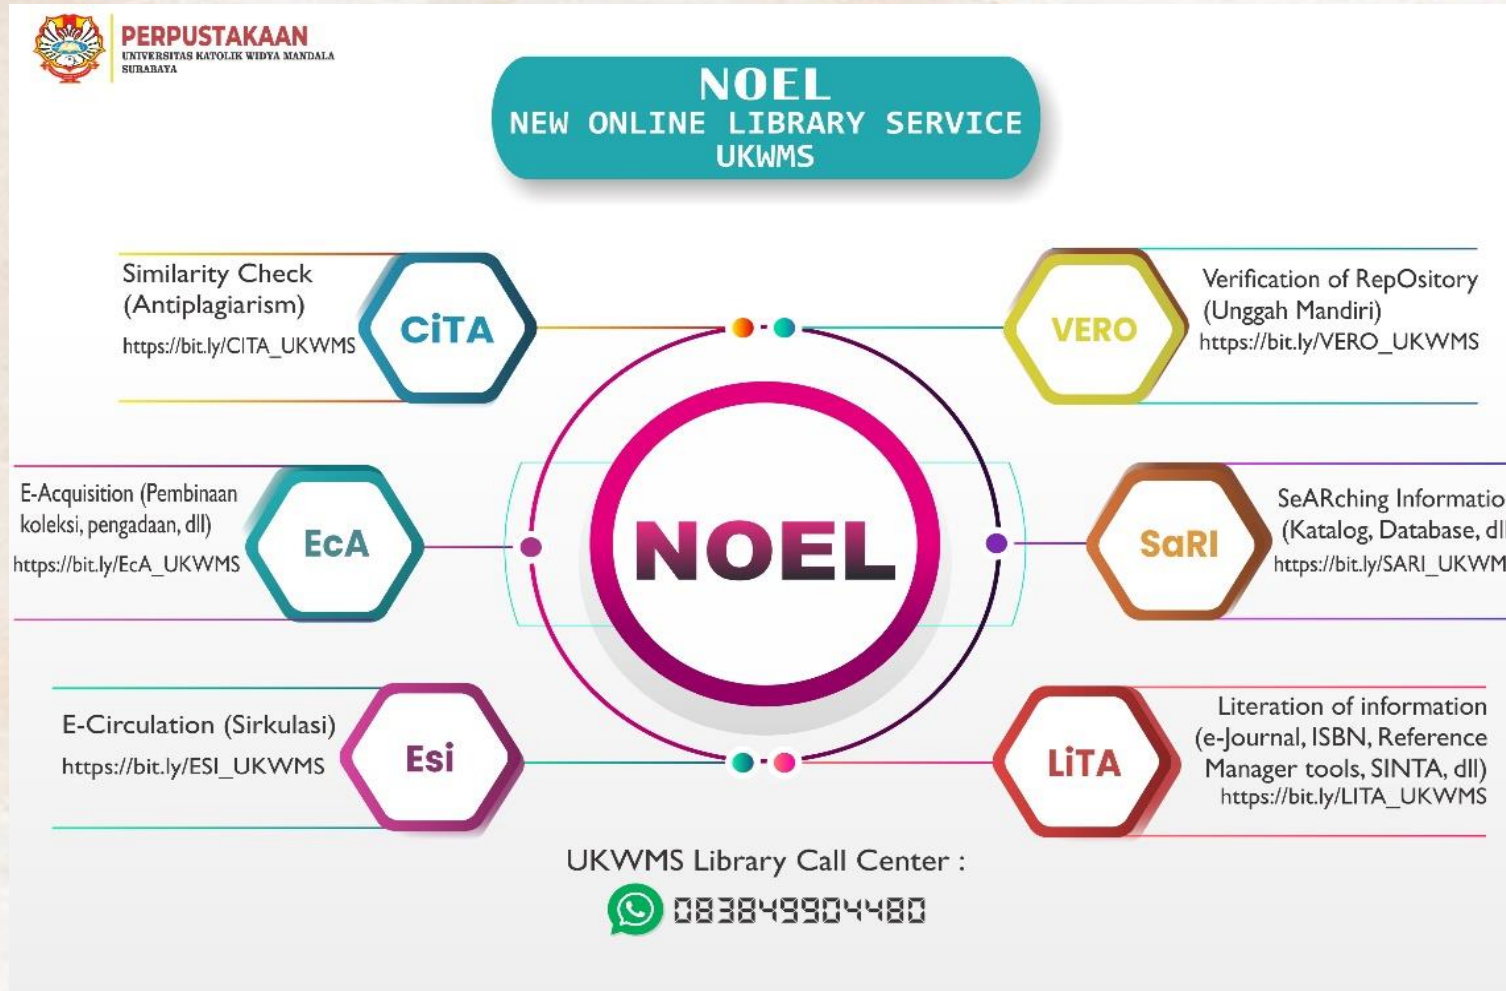 PERPUSTAKAAN
UNIVERSITAS KATOLIK WIDYA MANDALA
SURABAYA
NOEL
NEW ONLINE LIBRARY SERVICE
UKWMS
Similarity Check
(Antiplagiarism)
https://bit.ly/CITA_UKWMS
CiTA
VERO
Verification of RepOsitory
(Unggah Mandiri)
https://bit.ly/VERO_UKWMS
E-Acquisition (Pembinaan
koleksi, pengadaan, dll)
https://bit.ly/EcA_UKWMS
EcA
NOEL
SaRI
SeARching Informatio
(Katalog, Database, dll
https://bit.ly/SARI_UKWM
E-Circulation (Sirkulasi)
https://bit.ly/ESI_UKWMS
Esi
LiTA
Literation of information
(e-Journal, ISBN, Reference
Manager tools, SINTA, dll)
https://bit.ly/LITA_UKWMS
UKWMS Library Call Center :
083849904480